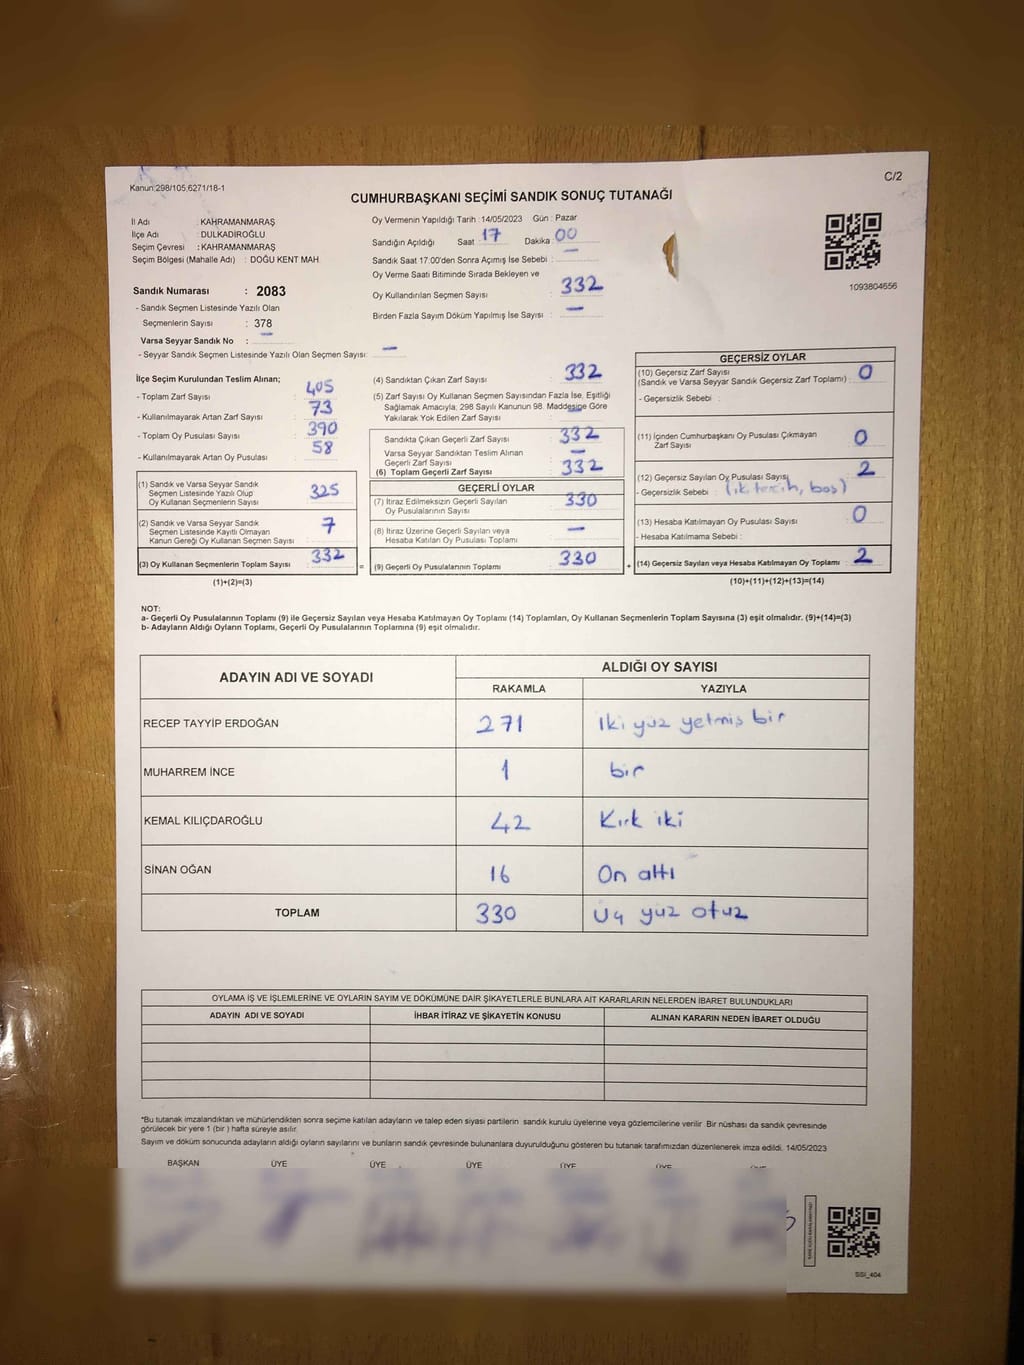 Kanun:298/105,6271/18-1
C/2
CUMHURBAŞKANI SEÇİMİ SANDIK SONUÇ TUTANAĞI
İl Adı : KAHRAMANMARAŞ
İlçe Adı : DULKADİROĞLU
Seçim Çevresi : KAHRAMANMARAŞ
Seçim Bölgesi (Mahalle Adı) : DOĞU KENT MAH
Sandık Numarası : 2083
- Sandık Seçmen Listesinde Yazılı Olan
Seçmenlerin Sayısı : 378
Varsa Seyyar Sandık No : —
- Seyyar Sandık Seçmen Listesinde Yazılı Olan Seçmen Sayısı: —
Oy Vermenin Yapıldığı Tarih : 14/05/2023 Gün : Pazar
Sandığın Açıldığı Saat : 17 Dakika : 00
Sandık Saat 17:00'den Sonra Açımış İse Sebebi : —
Oy Verme Saati Bitiminde Sırada Bekleyen ve
Oy Kullandırılan Seçmen Sayısı : 332
Birden Fazla Sayım Döküm Yapılmış İse Sayısı : —
1093804656
İlçe Seçim Kurulundan Teslim Alınan;
- Toplam Zarf Sayısı : 405
- Kullanılmayarak Artan Zarf Sayısı : 73
- Toplam Oy Pusulası Sayısı : 390
- Kullanılmayarak Artan Oy Pusulası : 58
(1) Sandık ve Varsa Seyyar Sandık
Seçmen Listesinde Yazılı Olup
Oy Kullanan Seçmenlerin Sayısı : 325
(2) Sandık ve Varsa Seyyar Sandık
Seçmen Listesinde Kayıtlı Olmayan
Kanun Gereği Oy Kullanan Seçmen Sayısı : 7
(3) Oy Kullanan Seçmenlerin Toplam Sayısı : 332
(1)+(2)=(3)
(4) Sandıktan Çıkan Zarf Sayısı : 332
(5) Zarf Sayısı Oy Kullanan Seçmen Sayısından Fazla İse, Eşitliği
Sağlamak Amacıyla; 298 Sayılı Kanunun 98. Maddesine Göre
Yakılarak Yok Edilen Zarf Sayısı : —
Sandıkta Çıkan Geçerli Zarf Sayısı : 332
Varsa Seyyar Sandıktan Teslim Alınan
Geçerli Zarf Sayısı : —
(6) Toplam Geçerli Zarf Sayısı : 332
GEÇERLİ OYLAR
(7) İtiraz Edilmeksizin Geçerli Sayılan
Oy Pusulalarının Sayısı : 330
(8) İtiraz Üzerine Geçerli Sayılan veya
Hesaba Katılan Oy Pusulası Toplamı : —
= (9) Geçerli Oy Pusulalarının Toplamı : 330 +
GEÇERSİZ OYLAR
(10) Geçersiz Zarf Sayısı
(Sandık ve Varsa Seyyar Sandık Geçersiz Zarf Toplamı) : 0
- Geçersizlik Sebebi :
(11) İçinden Cumhurbaşkanı Oy Pusulası Çıkmayan
Zarf Sayısı : 0
(12) Geçersiz Sayılan Oy Pusulası Sayısı : 2
- Geçersizlik Sebebi : (iki tercih, boş)
(13) Hesaba Katılmayan Oy Pusulası Sayısı : 0
- Hesaba Katılmama Sebebi :
(14) Geçersiz Sayılan veya Hesaba Katılmayan Oy Toplamı : 2
(10)+(11)+(12)+(13)=(14)
NOT:
a- Geçerli Oy Pusulalarının Toplamı (9) ile Geçersiz Sayılan veya Hesaba Katılmayan Oy Toplamı (14) Toplamları, Oy Kullanan Seçmenlerin Toplam Sayısına (3) eşit olmalıdır. (9)+(14)=(3)
b- Adayların Aldığı Oyların Toplamı, Geçerli Oy Pusulalarının Toplamına (9) eşit olmalıdır.
ADAYIN ADI VE SOYADI ALDIĞI OY SAYISI
RAKAMLA YAZIYLA
RECEP TAYYİP ERDOĞAN 271 iki yüz yetmiş bir
MUHARREM İNCE 1 bir
KEMAL KILIÇDAROĞLU 42 Kırk iki
SİNAN OĞAN 16 On altı
TOPLAM 330 Üç yüz otuz
OYLAMA İŞ VE İŞLEMLERİNE VE OYLARIN SAYIM VE DÖKÜMÜNE DAİR ŞİKAYETLERLE BUNLARA AİT KARARLARIN NELERDEN İBARET BULUNDUKLARI
ADAYIN ADI VE SOYADI İHBAR İTİRAZ VE ŞİKAYETİN KONUSU ALINAN KARARIN NEDEN İBARET OLDUĞU
*Bu tutanak imzalandıktan ve mühürlendikten sonra seçime katılan adayların ve talep eden siyasi partilerin sandık kurulu üyelerine veya gözlemcilerine verilir Bir nüshası da sandık çevresinde
görülecek bir yere 1 (bir ) hafta süreyle asılır.
Sayım ve döküm sonucunda adayların aldığı oyların sayılarını ve bunların sandık çevresinde bulunanlara duyurulduğunu gösteren bu tutanak tarafımızdan düzenlenerek imza edildi. 14/05/2023
BAŞKAN ÜYE ÜYE ÜYE ÜYE ÜYE ÜYE
SSİ_404